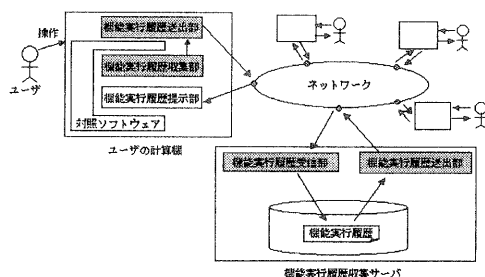 操作
ユーザ
機能実行履歴送出部
機能実行履歴収集部
機能実行履歴提示部
対照ソフトウェア
ユーザの計算機
ネットワーク
機能実行履歴受信部
機能実行履歴送出部
機能実行履歴
機能実行履歴収集サーバ